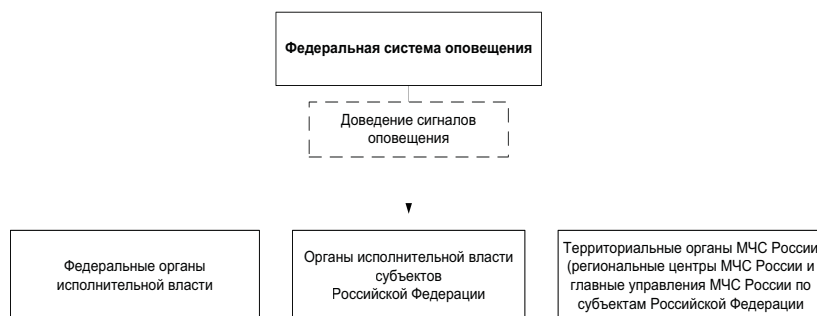 Федеральная система оповещения
Доведение сигналов
оповещения
Федеральные органы
исполнительной власти
Органы исполнительной власти
субъектов
Российской Федерации
Территориальные органы МЧС России
(региональные центры МЧС России и
главные управления МЧС России по
субъектам Российской Федерации